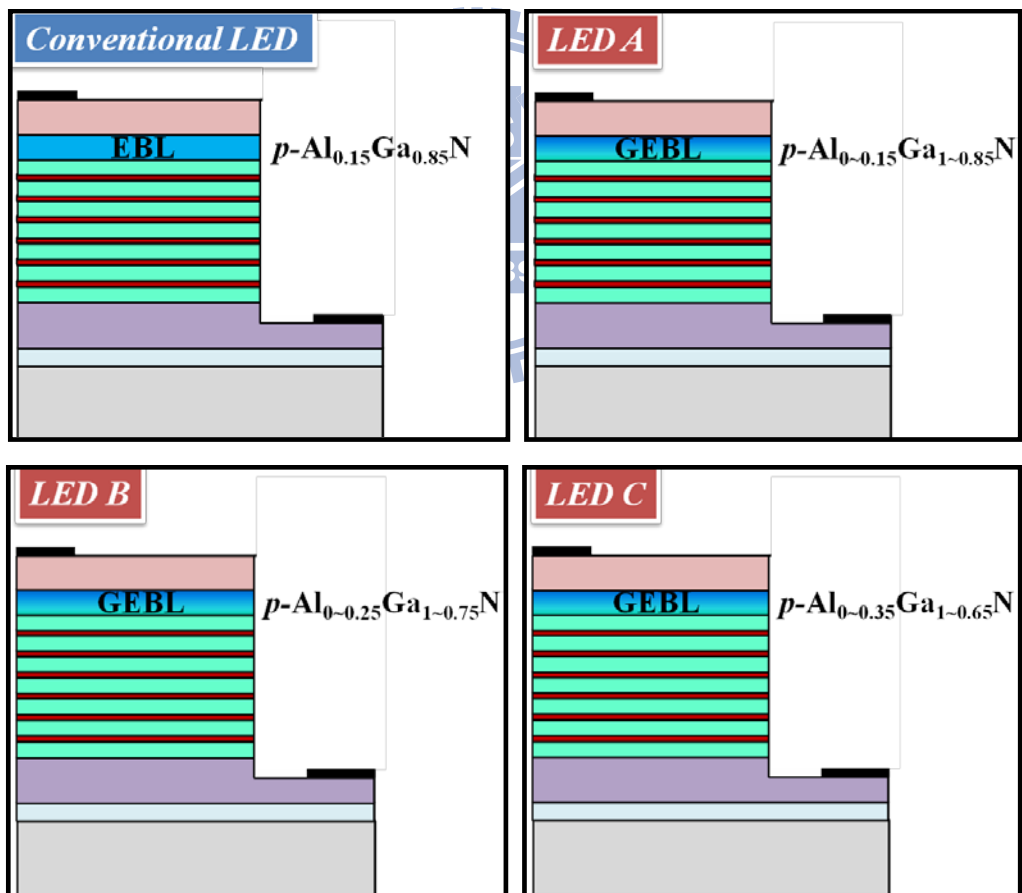 Conventional LED
EBL
p-Al0.15Ga0.85N
LED A
GEBL
p-Al0~0.15Ga1~0.85N
LED B
GEBL
p-Al0~0.25Ga1~0.75N
LED C
GEBL
p-Al0~0.35Ga1~0.65N